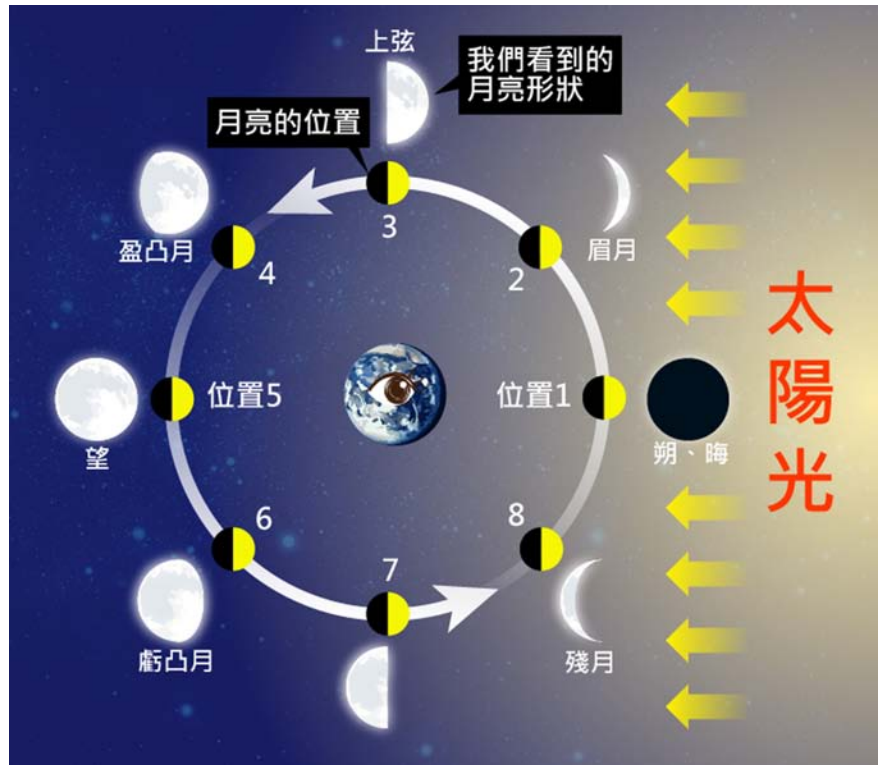 上弦
我們看到的
月亮形狀
月亮的位置
3
盈凸月
4
2
眉月
太陽光
望
位置5
位置1
朔、晦
6
8
7
虧凸月
殘月